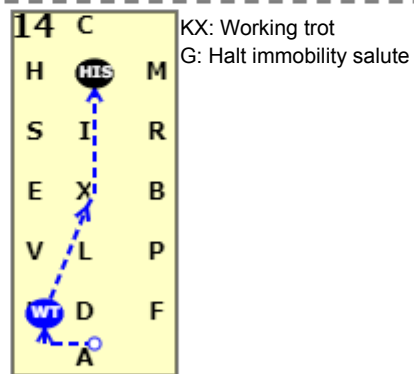 14 C
KX: Working trot
G: Halt immobility salute
H HIS M
S I R
E X B
V L P
WT D F
A